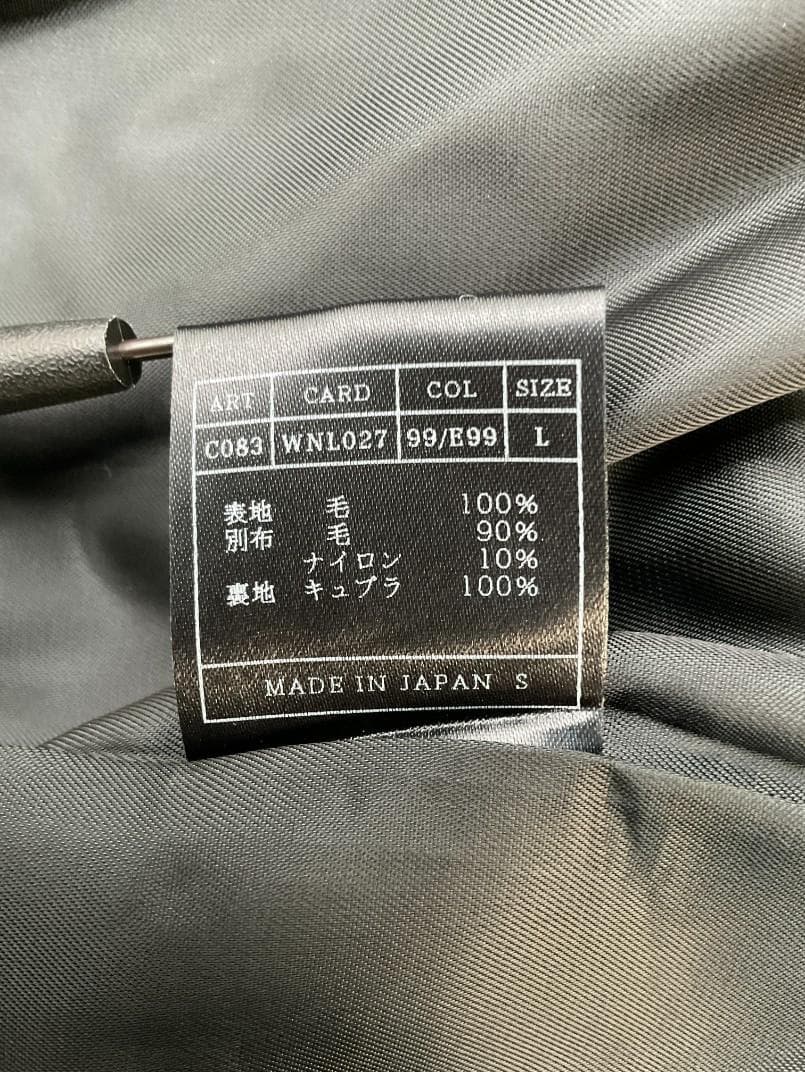 ART CARD COL SIZE
C083 WNL027 99/E99 L
表地 毛 100%
別布 毛 90%
ナイロン 10%
裏地 キュプラ 100%
MADE IN JAPAN S